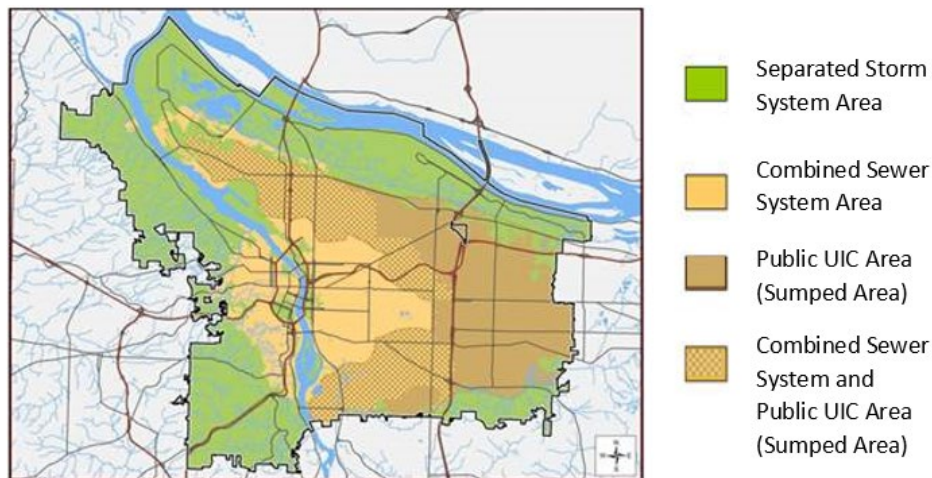 Separated Storm
System Area
Combined Sewer
System Area
Public UIC Area
(Sumped Area)
Combined Sewer
System and
Public UIC Area
(Sumped Area)